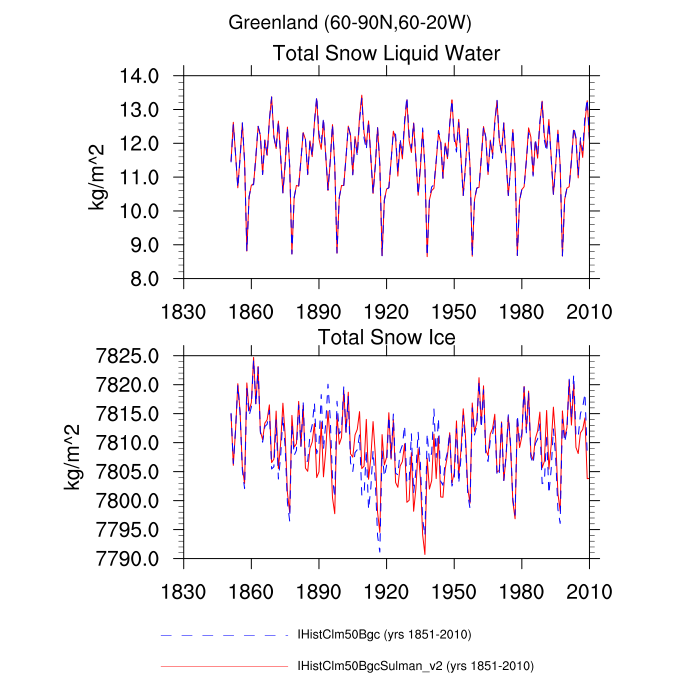 Greenland (60-90N,60-20W)
Total Snow Liquid Water
14.0
13.0
12.0
11.0
10.0
9.0
8.0
kg/m^2
1830 1860 1890 1920 1950 1980 2010
Total Snow Ice
7825.0
7820.0
7815.0
7810.0
7805.0
7800.0
7795.0
7790.0
kg/m^2
1830 1860 1890 1920 1950 1980 2010
IHistClm50Bgc (yrs 1851-2010)
IHistClm50BgcSulman_v2 (yrs 1851-2010)